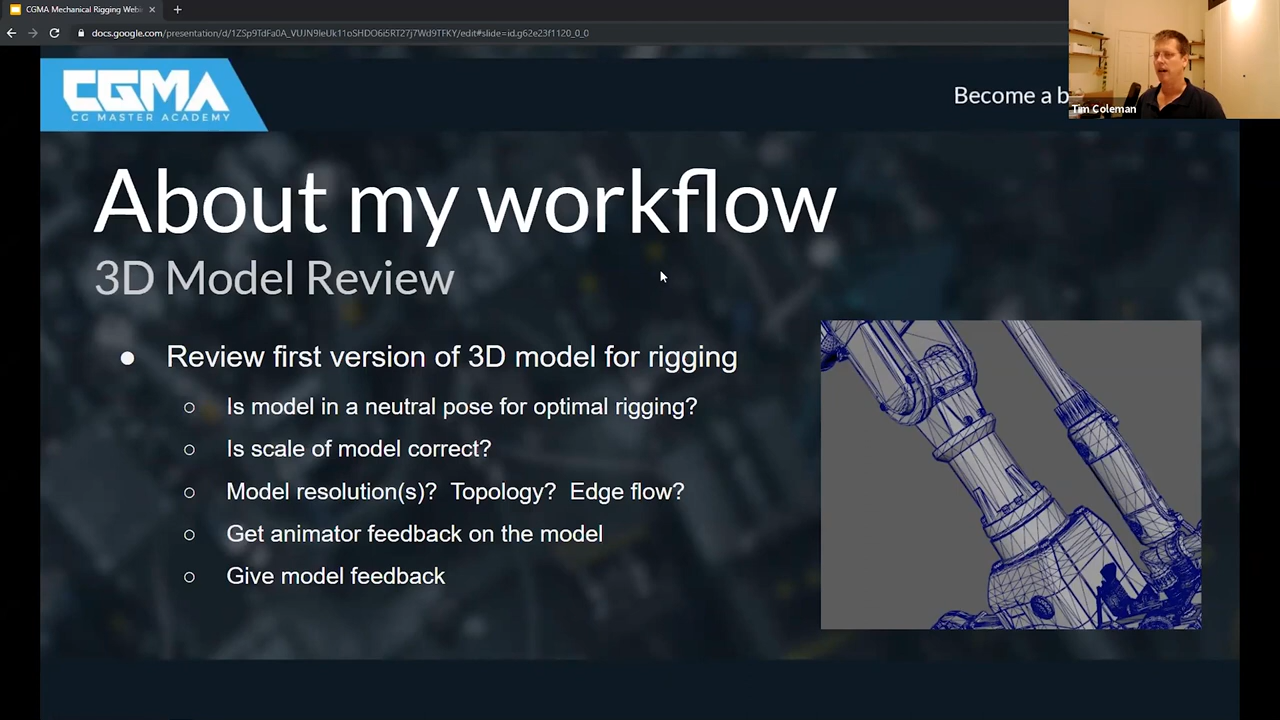 CGMA Mechanical Rigging Webi
docs.google.com/presentation/d/1ZSp9TdFa0A_VUJN9leUk11oSHDO6i5RT27j7Wd9TFKY/edit#slide=id.g62e23f1120_0_0
CGMA
CG MASTER ACADEMY
Become a b
Tim Coleman
About my workflow
3D Model Review
● Review first version of 3D model for rigging
○ Is model in a neutral pose for optimal rigging?
○ Is scale of model correct?
○ Model resolution(s)? Topology? Edge flow?
○ Get animator feedback on the model
○ Give model feedback